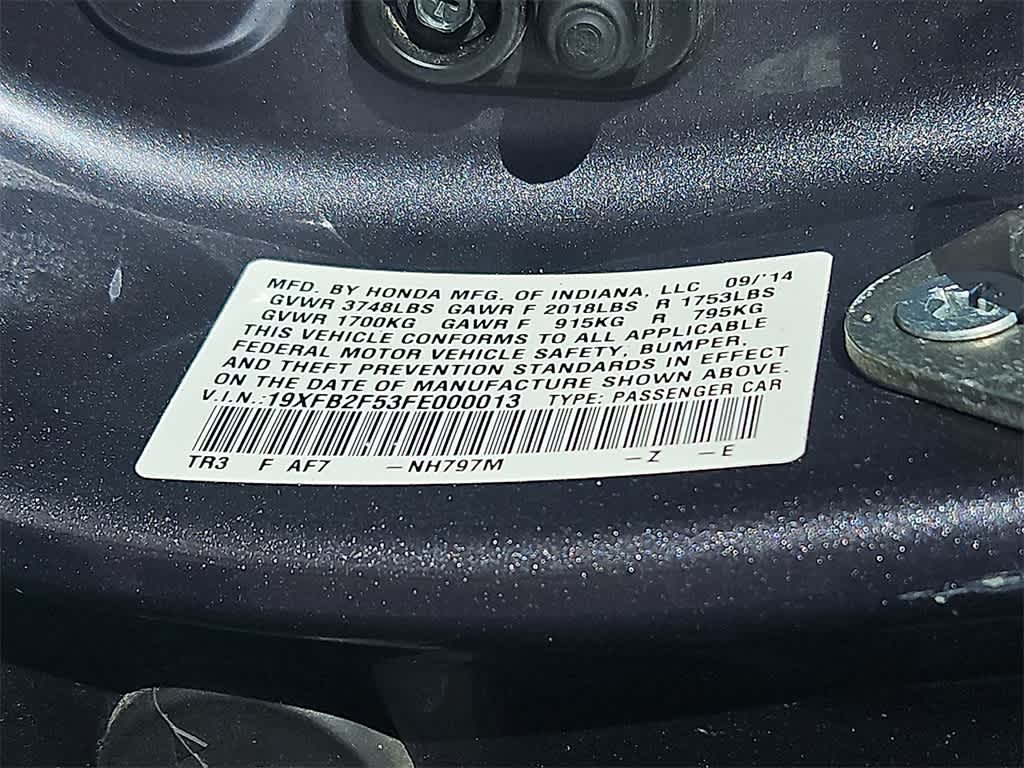 MFD. BY HONDA MFG. OF INDIANA, LLC 09/'14
GVWR 3748LBS GAWR F 2018LBS R 1753LBS
GVWR 1700KG GAWR F 915KG R 795KG
THIS VEHICLE CONFORMS TO ALL APPLICABLE
FEDERAL MOTOR VEHICLE SAFETY, BUMPER,
AND THEFT PREVENTION STANDARDS IN EFFECT
ON THE DATE OF MANUFACTURE SHOWN ABOVE.
V.I.N.:19XFB2F53FE000013 TYPE: PASSENGER CAR
TR3 F AF7 -NH797M -Z -E